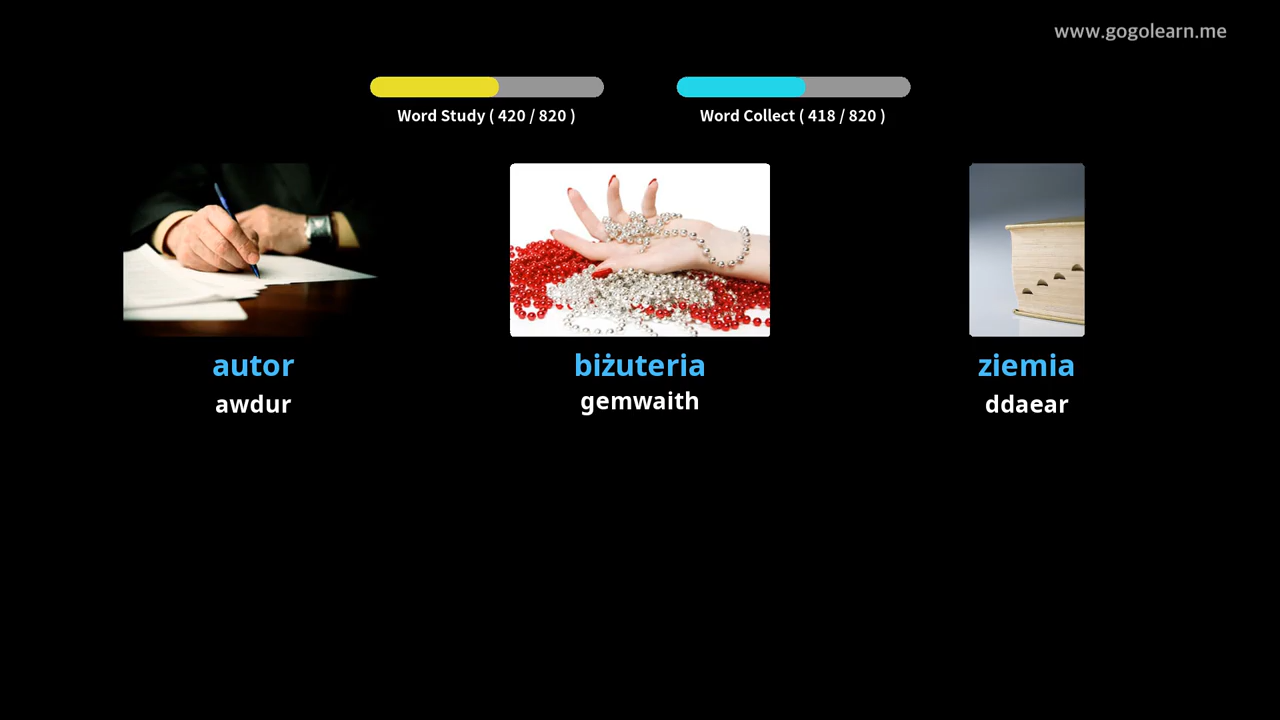 www.gogolearn.me
Word Study ( 420 / 820 )
Word Collect ( 418 / 820 )
autor
awdur
biżuteria
gemwaith
ziemia
ddaear